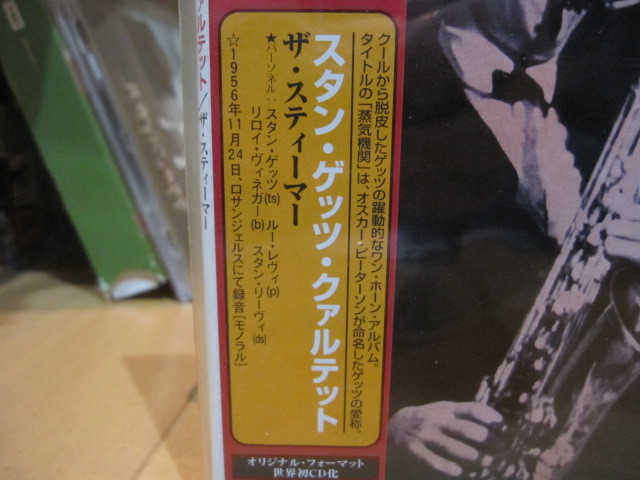 クールから脱皮したゲッツの躍動的なワン・ホーン・アルバム。
タイトルの「蒸気機関」は、オスカー・ピーターソンが命名したゲッツの愛称。
スタン・ゲッツ・クァルテット
ザ・スティーマー
★パーソネル：スタン・ゲッツ(ts) ルー・レヴィ(p)
リロイ・ヴィネガー(b) スタン・リーヴィ(ds)
☆1956年11月24日、ロサンジェルスにて録音[モノラル]
オリジナル・フォーマット
世界初CD化
ァルテット／ザ・スティーマー